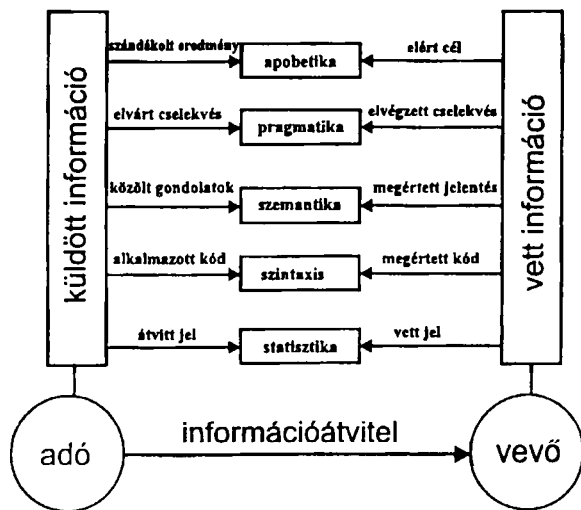 szándékolt eredmény
apobetika
elért cél
elvárt cselekvés
pragmatika
elvégzett cselekvés
közölt gondolatok
szemantika
megértett jelentés
alkalmazott kód
szintaxis
megértett kód
átvitt jel
statisztika
vett jel
küldött információ
vett információ
adó
információátvitel
vevő